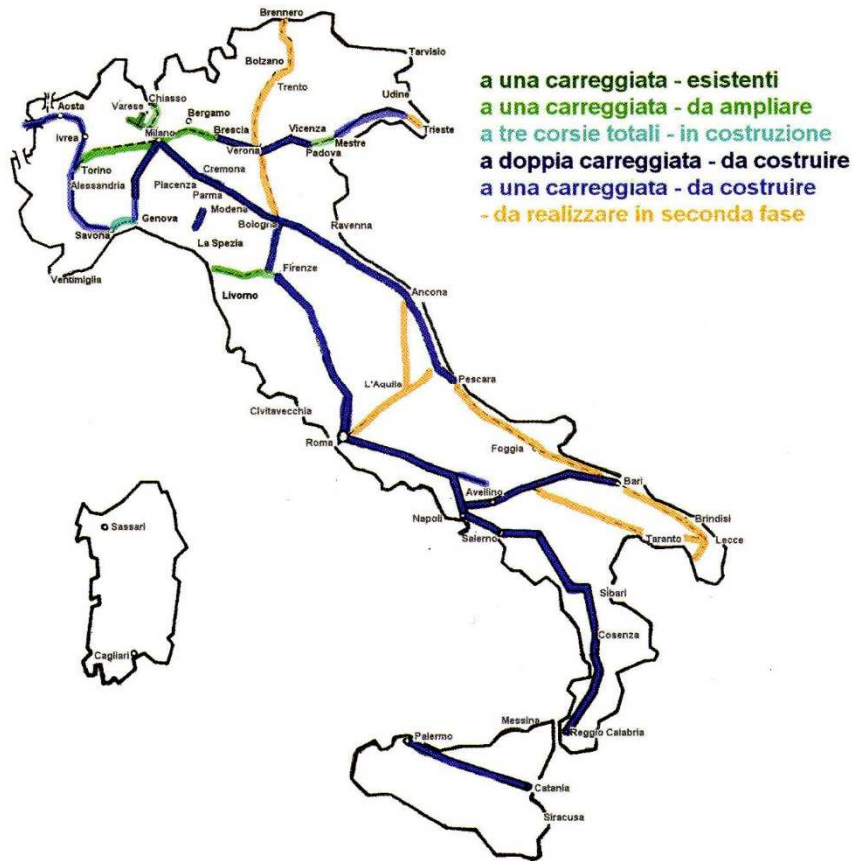 Brennero
Tarvisio
Bolzano
a una carreggiata - esistenti
a una carreggiata - da ampliare
a tre corsie totali - in costruzione
a doppia carreggiata - da costruire
a una carreggiata - da costruire
- da realizzare in seconda fase
Trento
Udine
Chiasso
Aosta
Varese
Bergamo
Trieste
Ivrea
Milano
Brescia
Vicenza
Mestre
Verona
Padova
Torino
Cremona
Alessandria
Piacenza
Parma
Modena
Genova
Bologna
Ravenna
Savona
La Spezia
Firenze
Ventimiglia
Livorno
Ancona
L'Aquila
Pescara
Civitavecchia
Roma
Foggia
Avellino
Bari
Napoli
Brindisi
Sassari
Salerno
Taranto
Lecce
Sibari
Cosenza
Cagliari
Messina
Palermo
Reggio Calabria
Catania
Siracusa